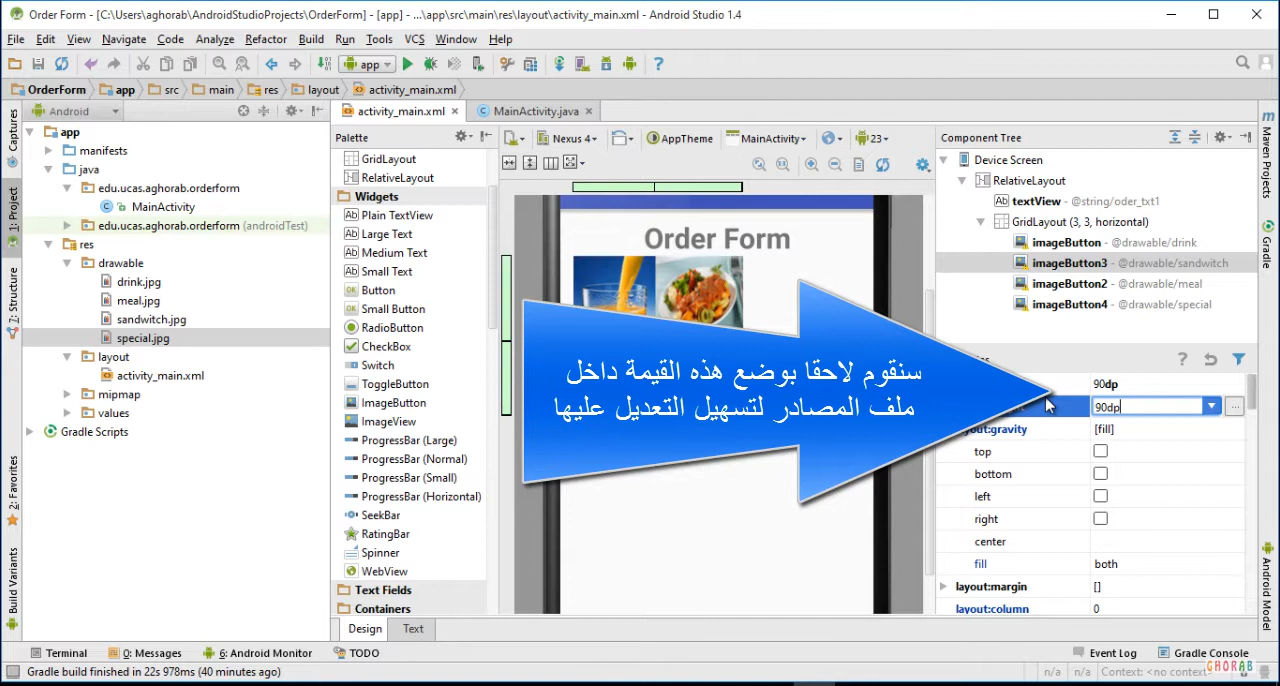 Order Form - [C:\Users\aghorab\AndroidStudioProjects\OrderForm] - [app] - ...\app\src\main\res\layout\activity_main.xml - Android Studio 1.4
File Edit View Navigate Code Analyze Refactor Build Run Tools VCS Window Help
app
OrderForm app src main res layout activity_main.xml
Captures
1: Project
2: Structure
2: Favorites
Build Variants
Android
app
manifests
java
edu.ucas.aghorab.orderform
MainActivity
edu.ucas.aghorab.orderform (androidTest)
res
drawable
drink.jpg
meal.jpg
sandwitch.jpg
special.jpg
layout
activity_main.xml
mipmap
values
Gradle Scripts
activity_main.xml MainActivity.java
Palette
GridLayout
RelativeLayout
Widgets
Plain TextView
Large Text
Medium Text
Small Text
Button
Small Button
RadioButton
CheckBox
Switch
ToggleButton
ImageButton
ImageView
ProgressBar (Large)
ProgressBar (Normal)
ProgressBar (Small)
ProgressBar (Horizontal)
SeekBar
RatingBar
Spinner
WebView
Text Fields
Containers
Design Text
Nexus 4 AppTheme MainActivity 23
Order Form
سنقوم لاحقا بوضع هذه القيمة داخل
ملف المصادر لتسهيل التعديل عليها
Component Tree
Device Screen
RelativeLayout
textView - @string/oder_txt1
GridLayout (3, 3, horizontal)
imageButton - @drawable/drink
imageButton3 - @drawable/sandwitch
imageButton2 - @drawable/meal
imageButton4 - @drawable/special
90dp
90dp
layout:gravity [fill]
top
bottom
left
right
center
fill both
layout:margin []
layout:column 0
Maven Projects
Gradle
Android Model
Terminal 0: Messages 6: Android Monitor TODO Event Log Gradle Console
Gradle build finished in 22s 978ms (40 minutes ago) n/a n/a Context: <no context>
GHORAB